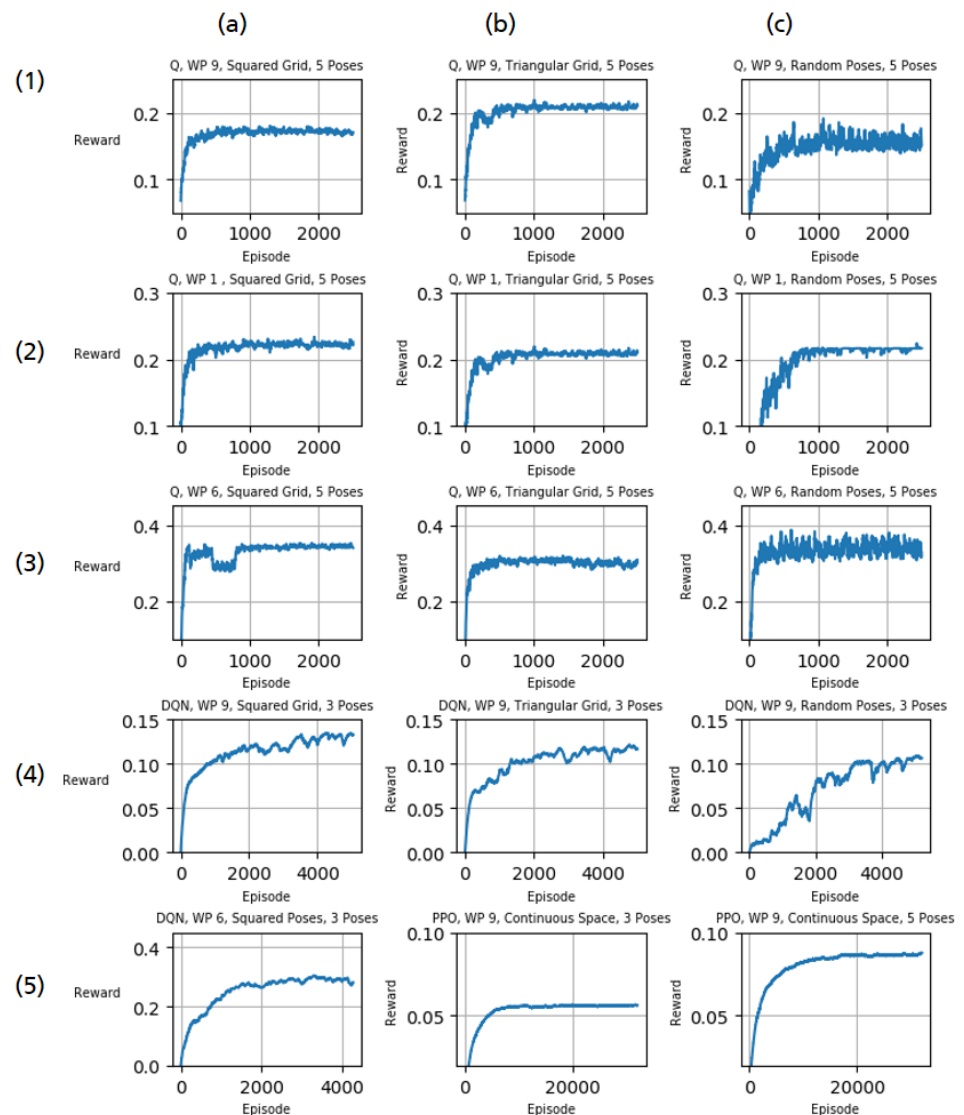 (a) (b) (c)
(1)
Q, WP 9, Squared Grid, 5 Poses
Reward
0.2
0.1
0 1000 2000
Episode
Q, WP 9, Triangular Grid, 5 Poses
Reward
0.2
0.1
0 1000 2000
Episode
Q, WP 9, Random Poses, 5 Poses
Reward
0.2
0.1
0 1000 2000
Episode
(2)
Q, WP 1 , Squared Grid, 5 Poses
Reward
0.3
0.2
0.1
0 1000 2000
Episode
Q, WP 1, Triangular Grid, 5 Poses
Reward
0.3
0.2
0.1
0 1000 2000
Episode
Q, WP 1, Random Poses, 5 Poses
Reward
0.3
0.2
0.1
0 1000 2000
Episode
(3)
Q, WP 6, Squared Grid, 5 Poses
Reward
0.4
0.2
0 1000 2000
Episode
Q, WP 6, Triangular Grid, 5 Poses
Reward
0.4
0.2
0 1000 2000
Episode
Q, WP 6, Random Poses, 5 Poses
Reward
0.4
0.2
0 1000 2000
Episode
(4)
DQN, WP 9, Squared Grid, 3 Poses
Reward
0.15
0.10
0.05
0.00
0 2000 4000
Episode
DQN, WP 9, Triangular Grid, 3 Poses
Reward
0.15
0.10
0.05
0.00
0 2000 4000
Episode
DQN, WP 9, Random Poses, 3 Poses
Reward
0.15
0.10
0.05
0.00
0 2000 4000
Episode
(5)
DQN, WP 6, Squared Poses, 3 Poses
Reward
0.4
0.2
0.0
0 2000 4000
Episode
PPO, WP 9, Continuous Space, 3 Poses
Reward
0.10
0.05
0 20000
Episode
PPO, WP 9, Continuous Space, 5 Poses
Reward
0.10
0.05
0 20000
Episode